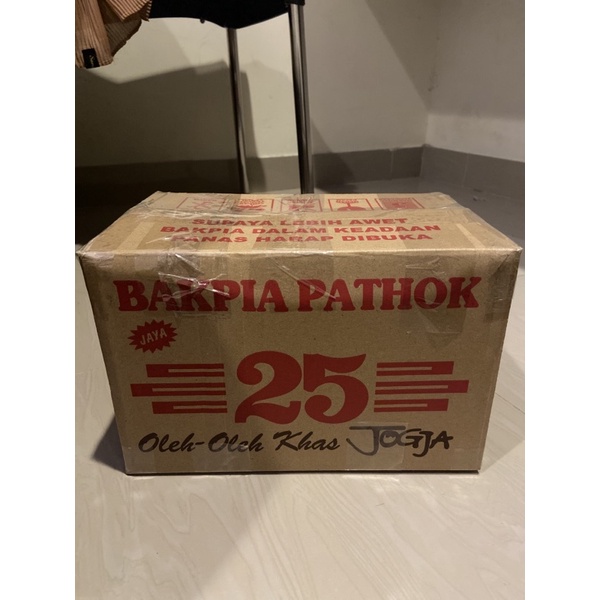 SUPAYA LEBIH AWET
BAKPIA DALAM KEADAAN
PANAS HARAP DIBUKA
BAKPIA PATHOK
JAYA
25
Oleh-Oleh Khas JOGJA